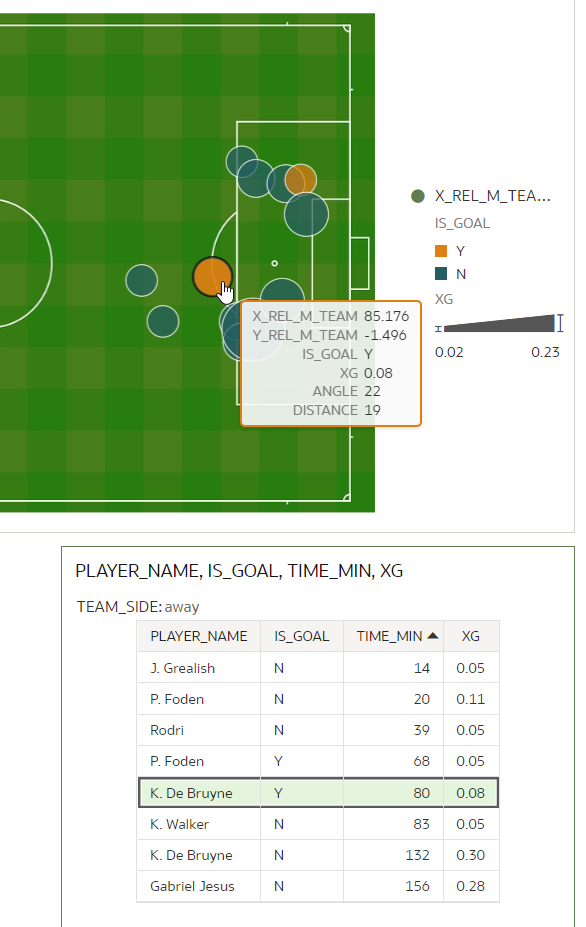 X_REL_M_TEA...
IS_GOAL
Y
N
XG
0.02 0.23
X_REL_M_TEAM 85.176
Y_REL_M_TEAM -1.496
IS_GOAL Y
XG 0.08
ANGLE 22
DISTANCE 19
PLAYER_NAME, IS_GOAL, TIME_MIN, XG
TEAM_SIDE: away
PLAYER_NAME IS_GOAL TIME_MIN XG
J. Grealish N 14 0.05
P. Foden N 20 0.11
Rodri N 39 0.05
P. Foden Y 68 0.05
K. De Bruyne Y 80 0.08
K. Walker N 83 0.05
K. De Bruyne N 132 0.30
Gabriel Jesus N 156 0.28